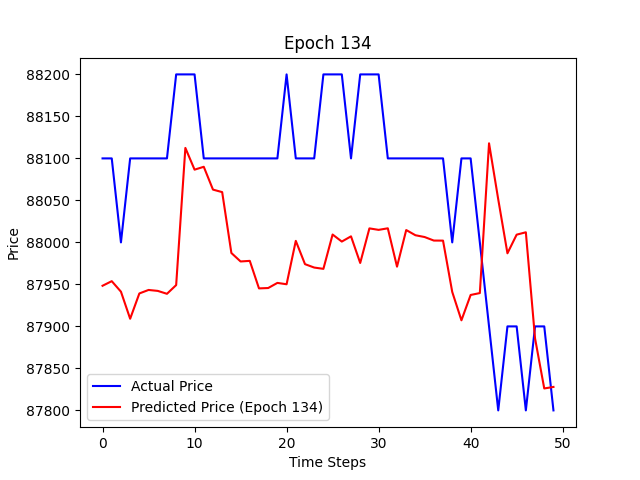 Epoch 134
Price
88200
88150
88100
88050
88000
87950
87900
87850
87800
Actual Price
Predicted Price (Epoch 134)
0 10 20 30 40 50
Time Steps